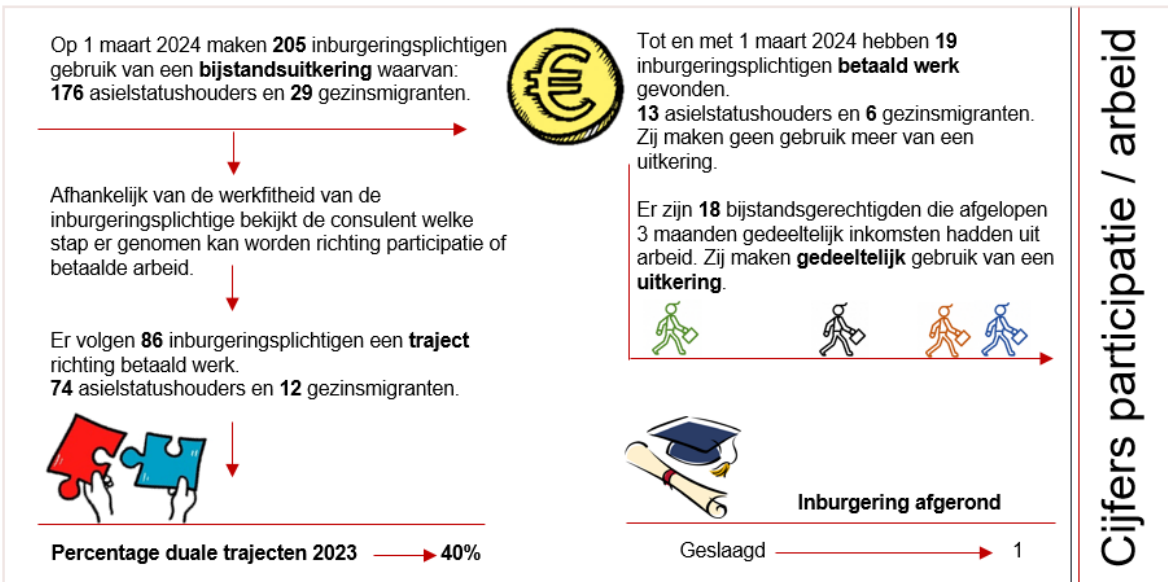 Op 1 maart 2024 maken 205 inburgeringsplichtigen
gebruik van een bijstandsuitkering waarvan:
176 asielstatushouders en 29 gezinsmigranten.
Afhankelijk van de werkfitheid van de
inburgeringsplichtige bekijkt de consulent welke
stap er genomen kan worden richting participatie of
betaalde arbeid.
Er volgen 86 inburgeringsplichtigen een traject
richting betaald werk.
74 asielstatushouders en 12 gezinsmigranten.
Percentage duale trajecten 2023 40%
€
Tot en met 1 maart 2024 hebben 19
inburgeringsplichtigen betaald werk
gevonden.
13 asielstatushouders en 6 gezinsmigranten.
Zij maken geen gebruik meer van een
uitkering.
Er zijn 18 bijstandsgerechtigden die afgelopen
3 maanden gedeeltelijk inkomsten hadden uit
arbeid. Zij maken gedeeltelijk gebruik van een
uitkering.
Inburgering afgerond
Geslaagd 1
Cijfers participatie / arbeid